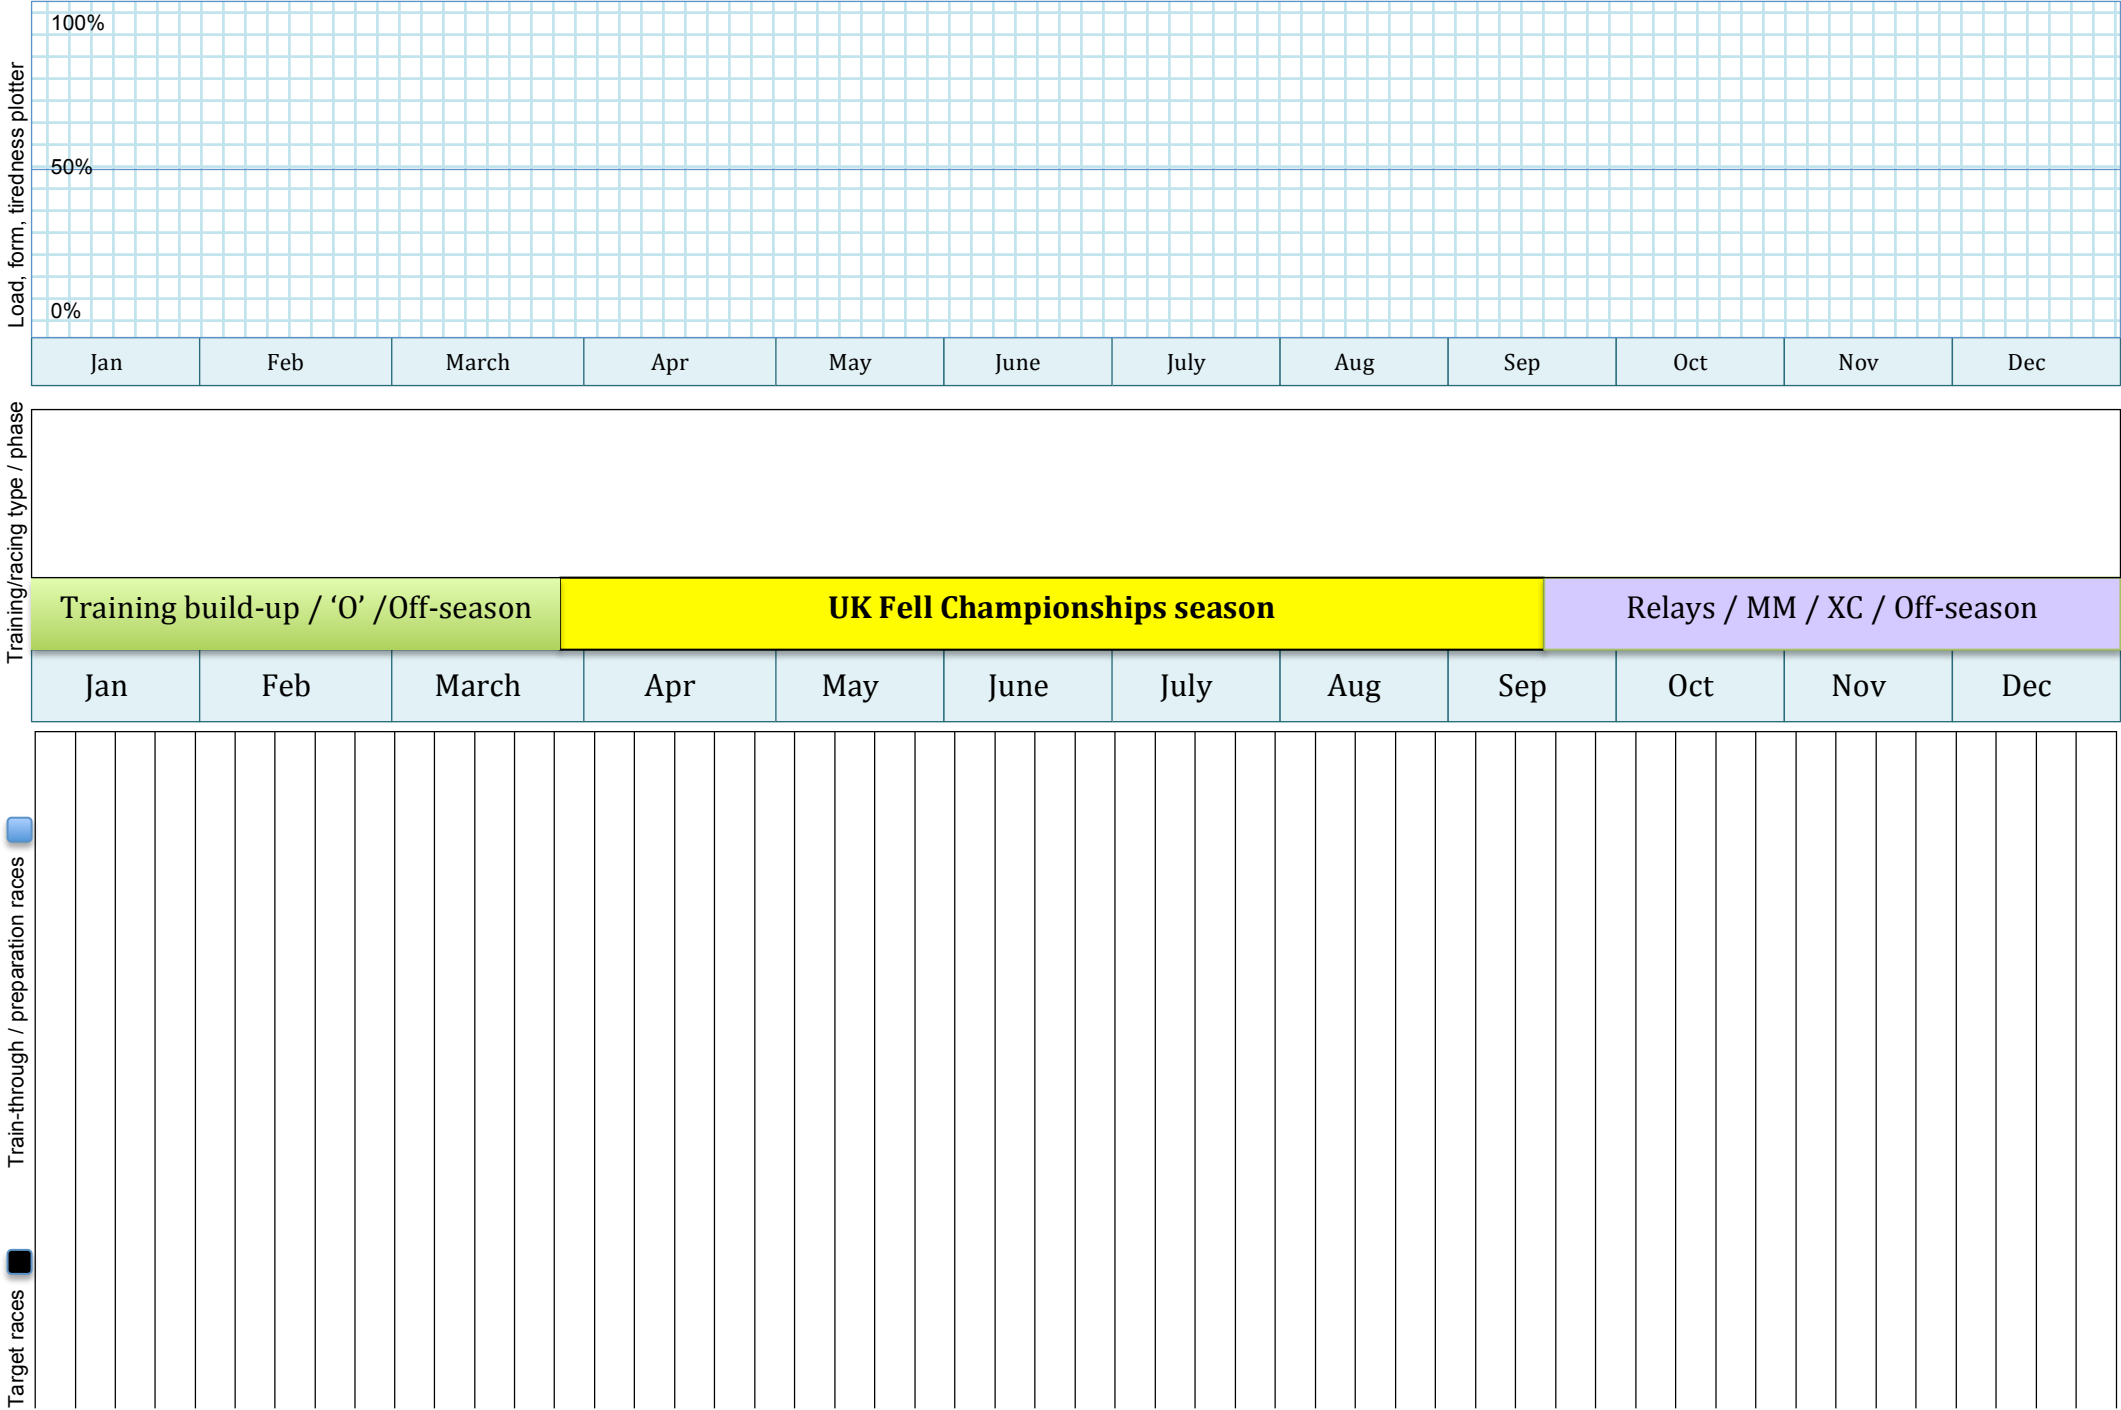 100%
50%
0%
Load, form, tiredness plotter
Jan Feb March Apr May June July Aug Sep Oct Nov Dec
Training/racing type / phase
Training build-up / ‘O’ /Off-season UK Fell Championships season Relays / MM / XC / Off-season
Jan Feb March Apr May June July Aug Sep Oct Nov Dec
Train-through / preparation races
Target races